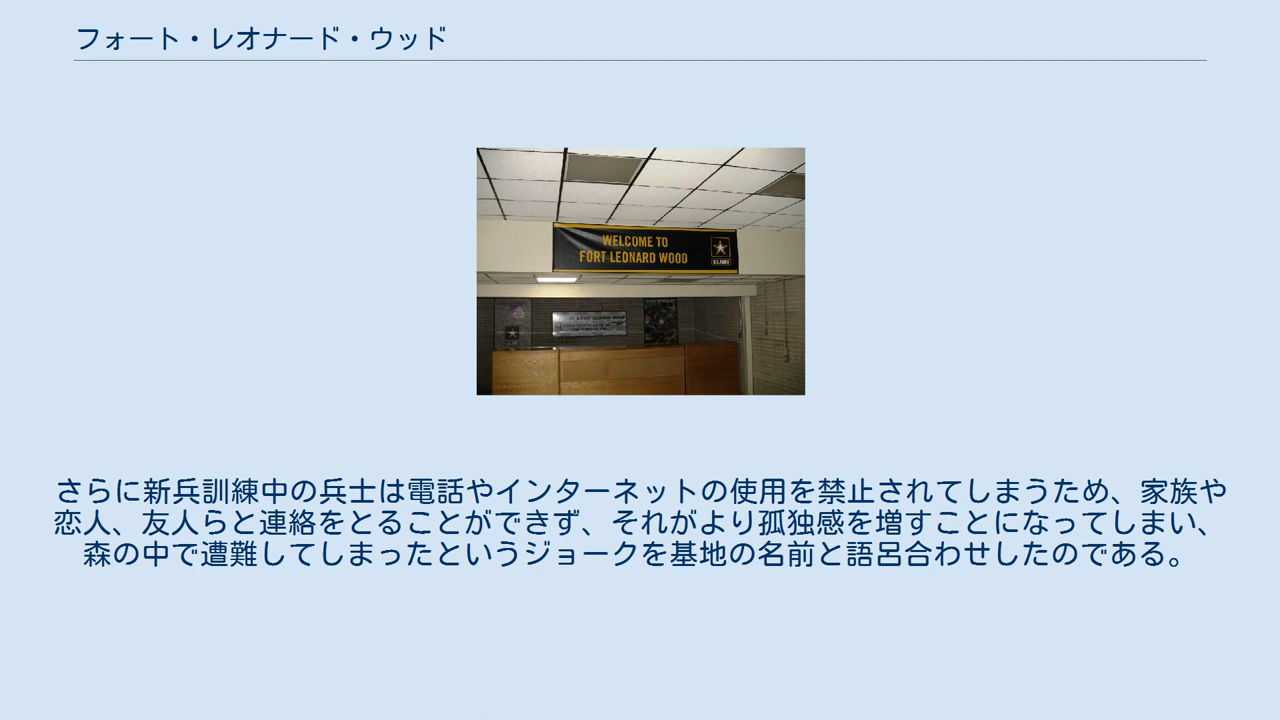 フォート・レオナード・ウッド
WELCOME TO
FORT LEONARD WOOD
U.S.ARMY
さらに新兵訓練中の兵士は電話やインターネットの使用を禁止されてしまうため、家族や
恋人、友人らと連絡をとることができず、それがより孤独感を増すことになってしまい、
森の中で遭難してしまったというジョークを基地の名前と語呂合わせしたのである。